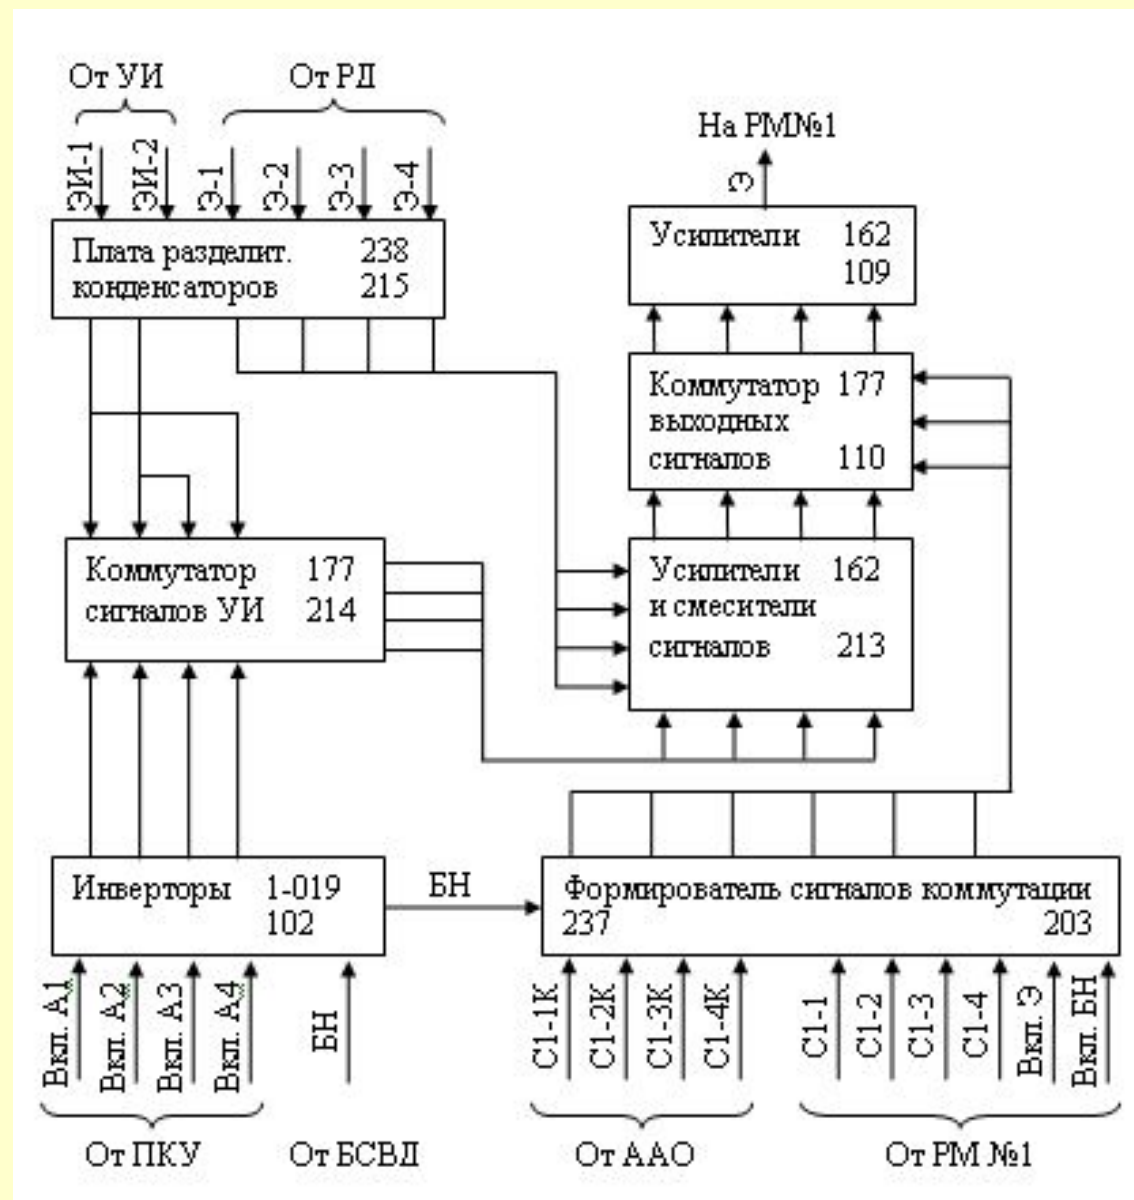 От УИ От РД
ЭИ-1 ЭИ-2 Э-1 Э-2 Э-3 Э-4
На РМ№1
Э
Плата разделит. 238
конденсаторов 215
Усилители 162
109
Коммутатор 177
выходных
сигналов 110
Коммутатор 177
сигналов УИ 214
Усилители 162
и смесители
сигналов 213
Инверторы 1-019
102
БН
Формирователь сигналов коммутации
237 203
Вкл. А1 Вкл. А2 Вкл. А3 Вкл. А4 БН С1-1К С1-2К С1-3К С1-4К С1-1 С1-2 С1-3 С1-4 Вкл. Э Вкл. БН
От ПКУ От БСВД От ААО От РМ №1